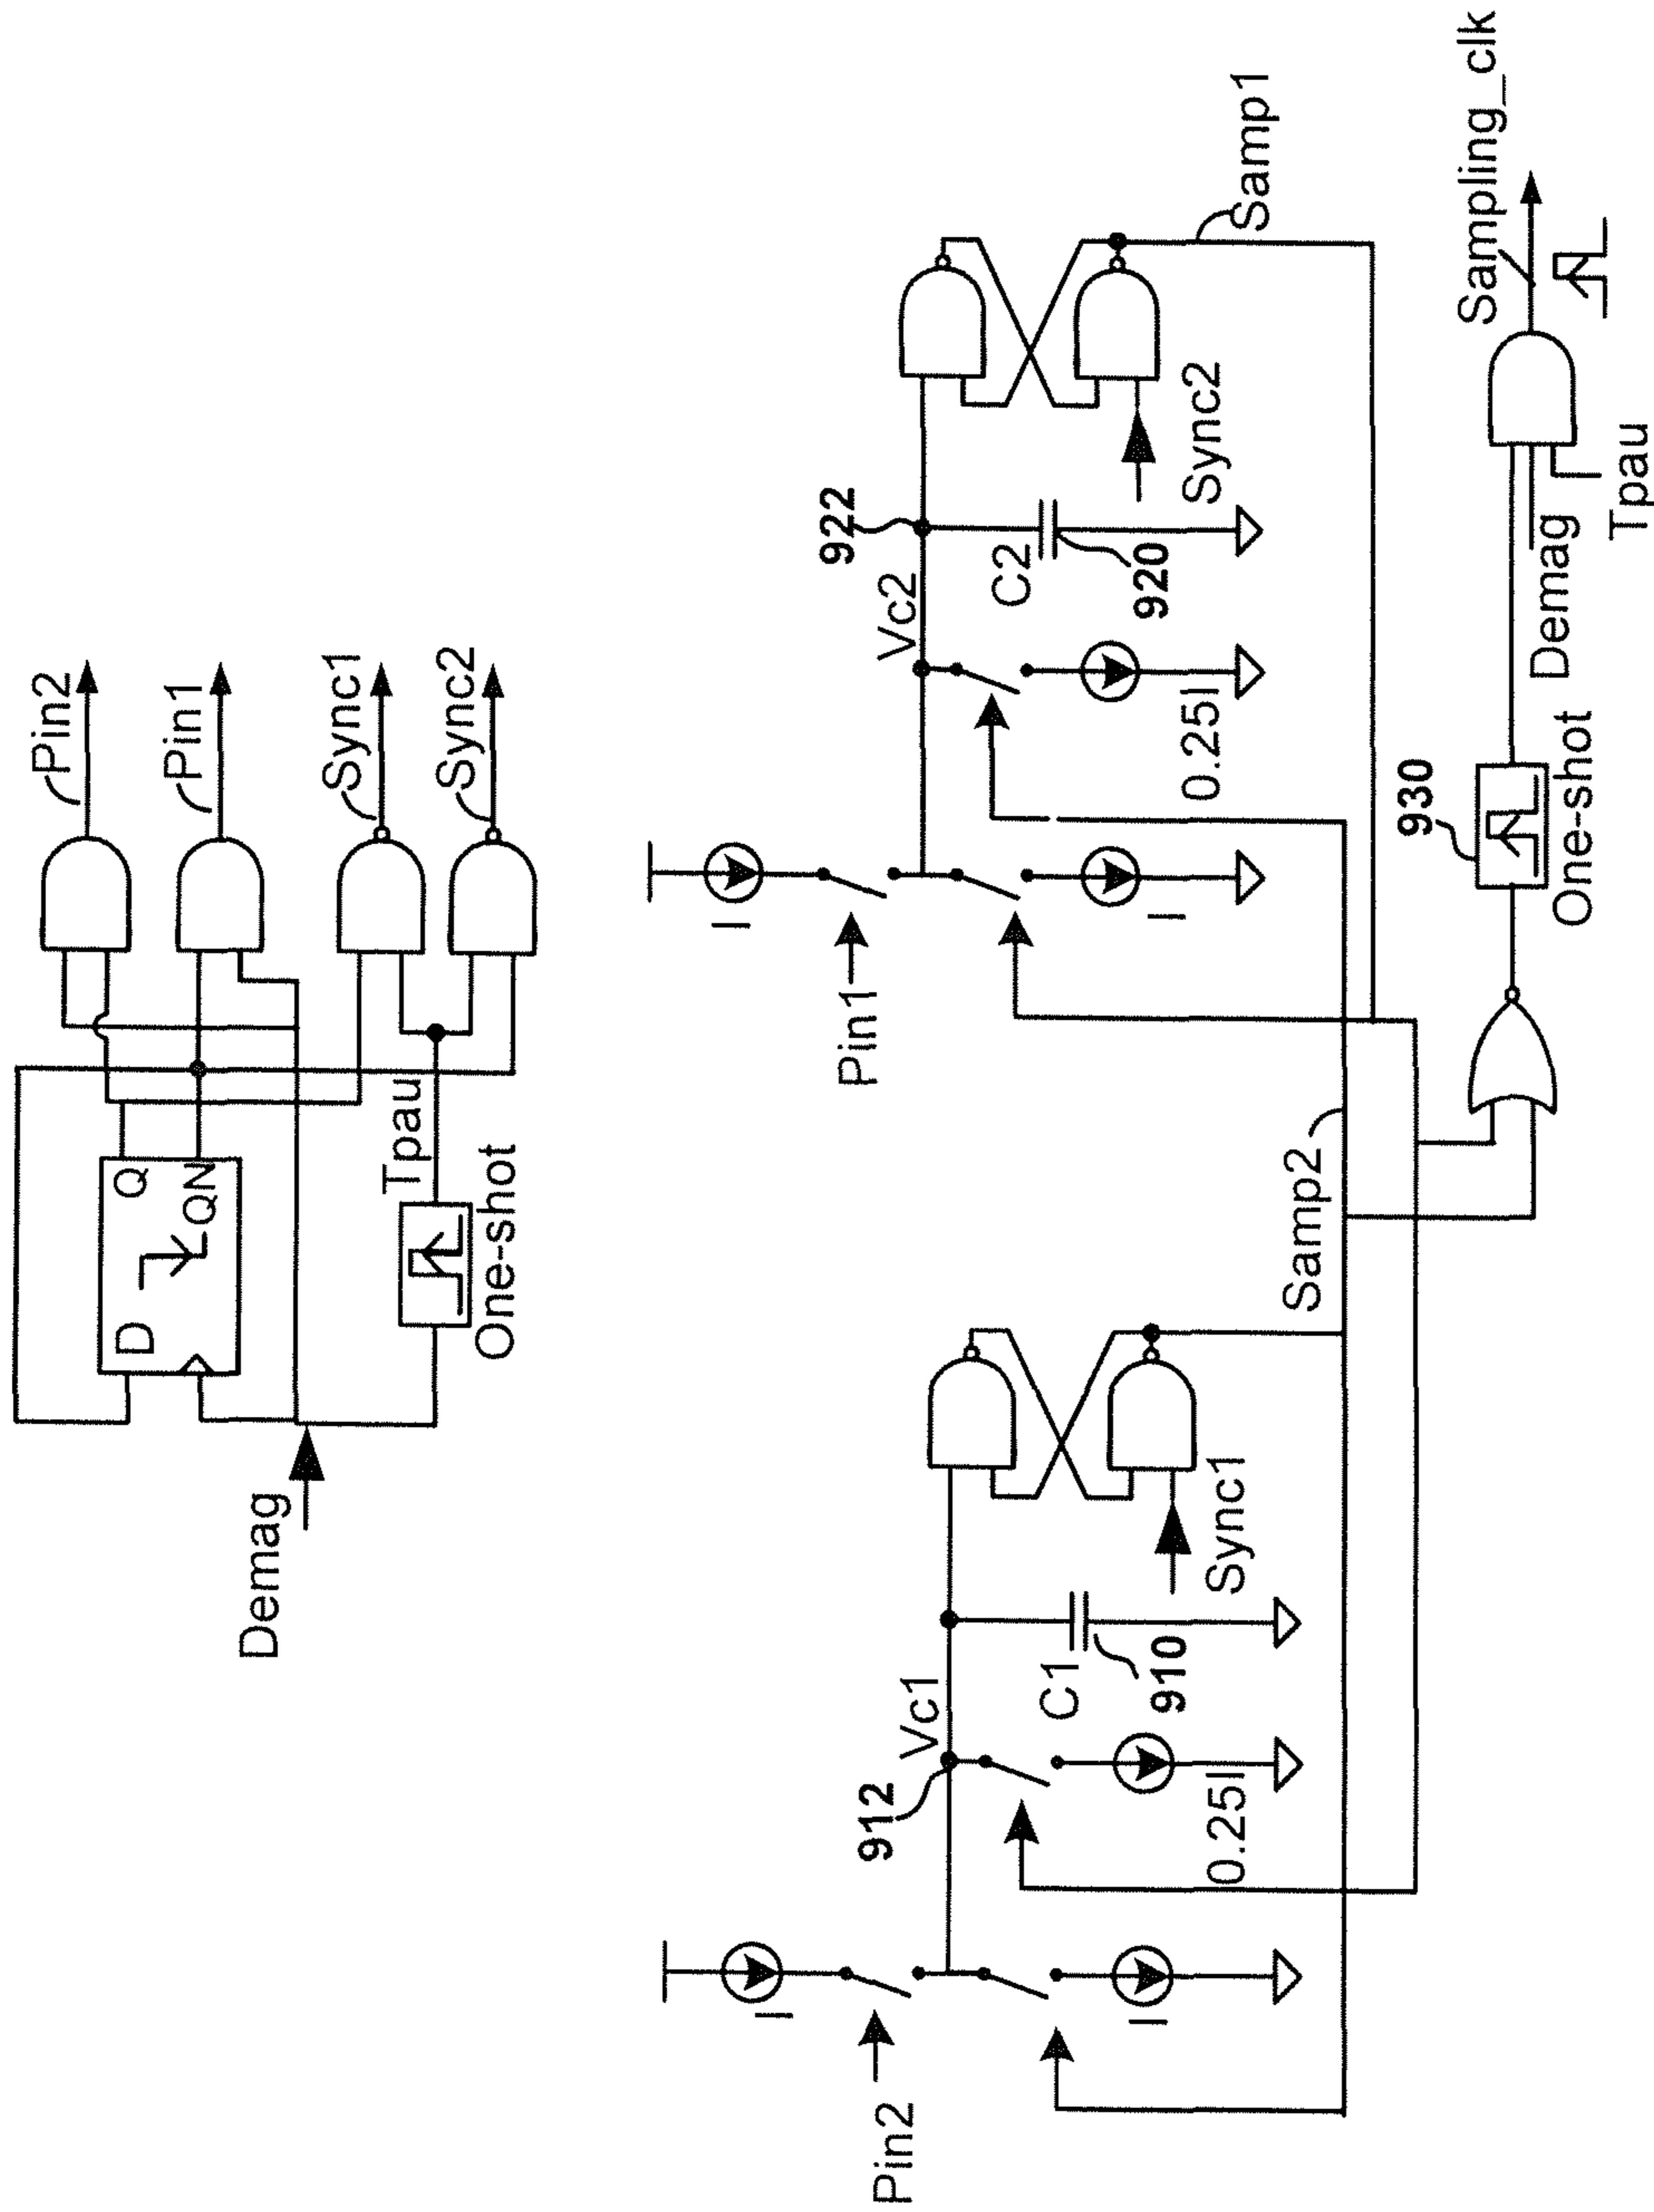 Demag
D
Q
QN
One-shot
Tpau
Pin2
Pin1
Sync1
Sync2
Pin2
I
I
912
Vc1
0.25I
C1
910
Sync1
Samp2
Pin1
I
I
Vc2
922
0.25I
C2
920
Sync2
Samp1
930
One-shot
Demag
Tpau
Sampling_clk